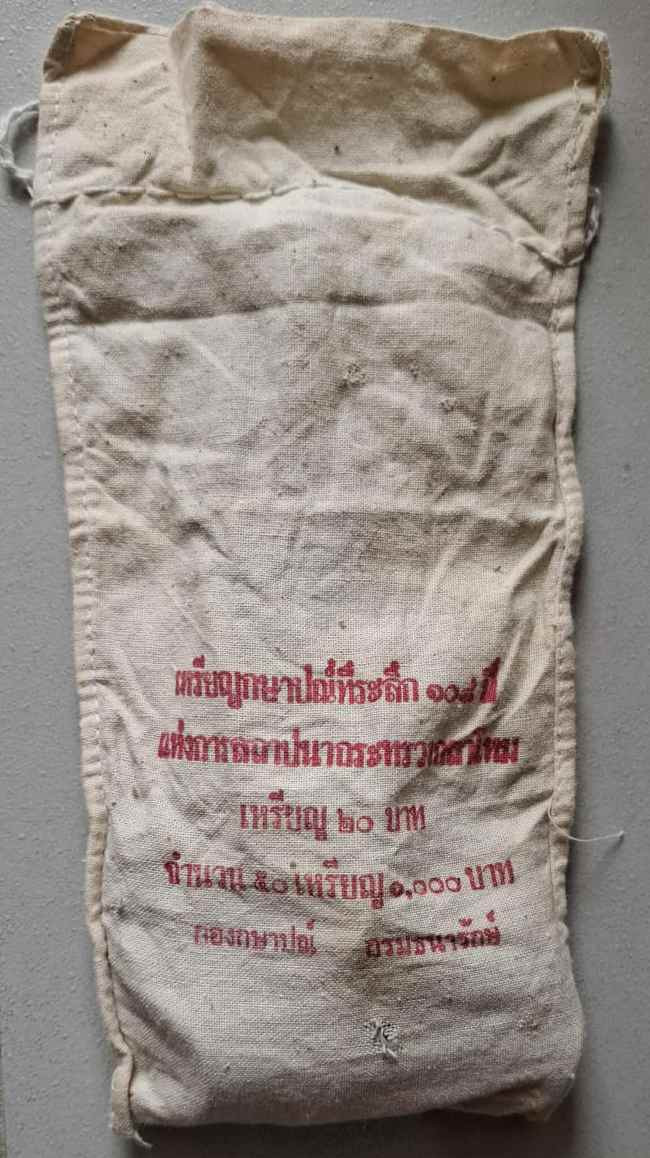 เหรียญกษาปณ์ที่ระลึก ๑๐๘ ปี
แห่งการสถาปนากระทรวงกลาโหม
เหรียญ ๒๐ บาท
จำนวน ๕๐ เหรียญ ๑,๐๐๐ บาท
กองกษาปณ์ กรมธนารักษ์